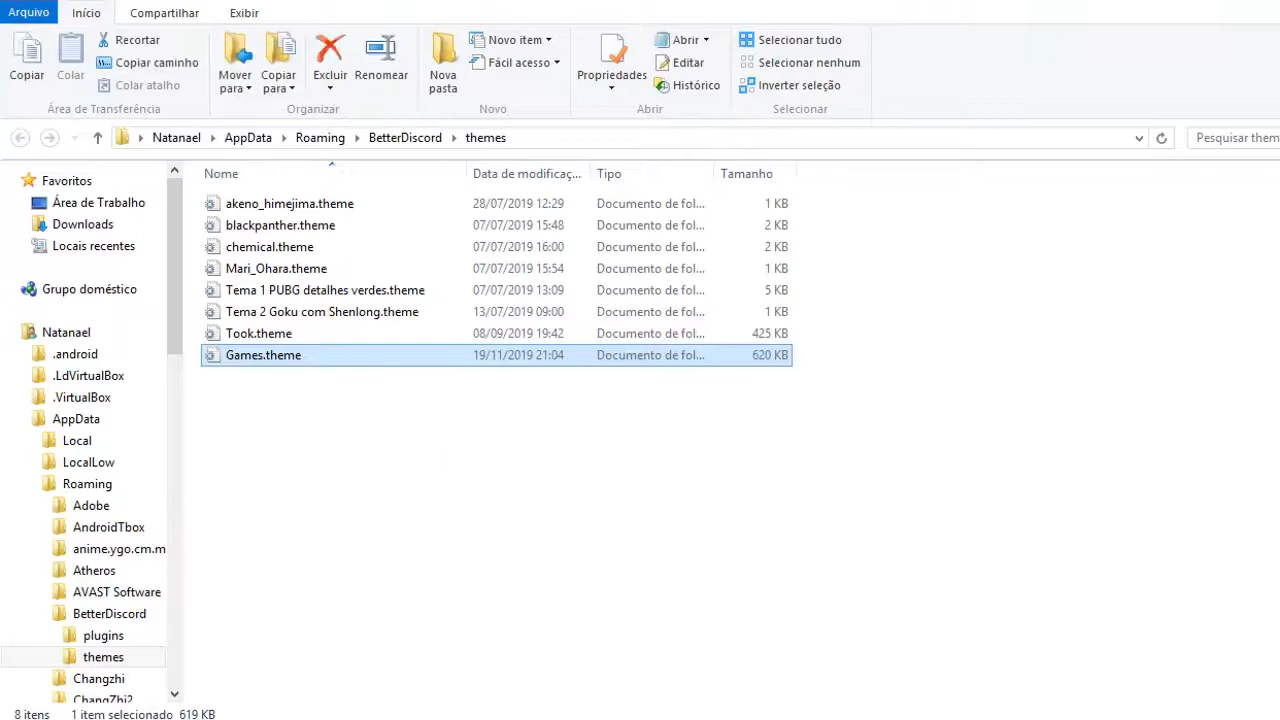 Arquivo Início Compartilhar Exibir
Copiar
Colar
Recortar
Copiar caminho
Colar atalho
Área de Transferência
Mover para
Copiar para
Excluir
Renomear
Organizar
Nova pasta
Novo item
Fácil acesso
Novo
Propriedades
Abrir
Editar
Histórico
Abrir
Selecionar tudo
Selecionar nenhum
Inverter seleção
Selecionar
Natanael AppData Roaming BetterDiscord themes
Pesquisar them
Favoritos
Área de Trabalho
Downloads
Locais recentes
Grupo doméstico
Natanael
.android
.LdVirtualBox
.VirtualBox
AppData
Local
LocalLow
Roaming
Adobe
AndroidTbox
anime.ygo.cm.m
Atheros
AVAST Software
BetterDiscord
plugins
themes
Changzhi
ChangZhi2
Nome Data de modificaç... Tipo Tamanho
akeno_himejima.theme 28/07/2019 12:29 Documento de fol... 1 KB
blackpanther.theme 07/07/2019 15:48 Documento de fol... 2 KB
chemical.theme 07/07/2019 16:00 Documento de fol... 2 KB
Mari_Ohara.theme 07/07/2019 15:54 Documento de fol... 1 KB
Tema 1 PUBG detalhes verdes.theme 07/07/2019 13:09 Documento de fol... 5 KB
Tema 2 Goku com Shenlong.theme 13/07/2019 09:00 Documento de fol... 1 KB
Took.theme 08/09/2019 19:42 Documento de fol... 425 KB
Games.theme 19/11/2019 21:04 Documento de fol... 620 KB
8 itens 1 item selecionado 619 KB